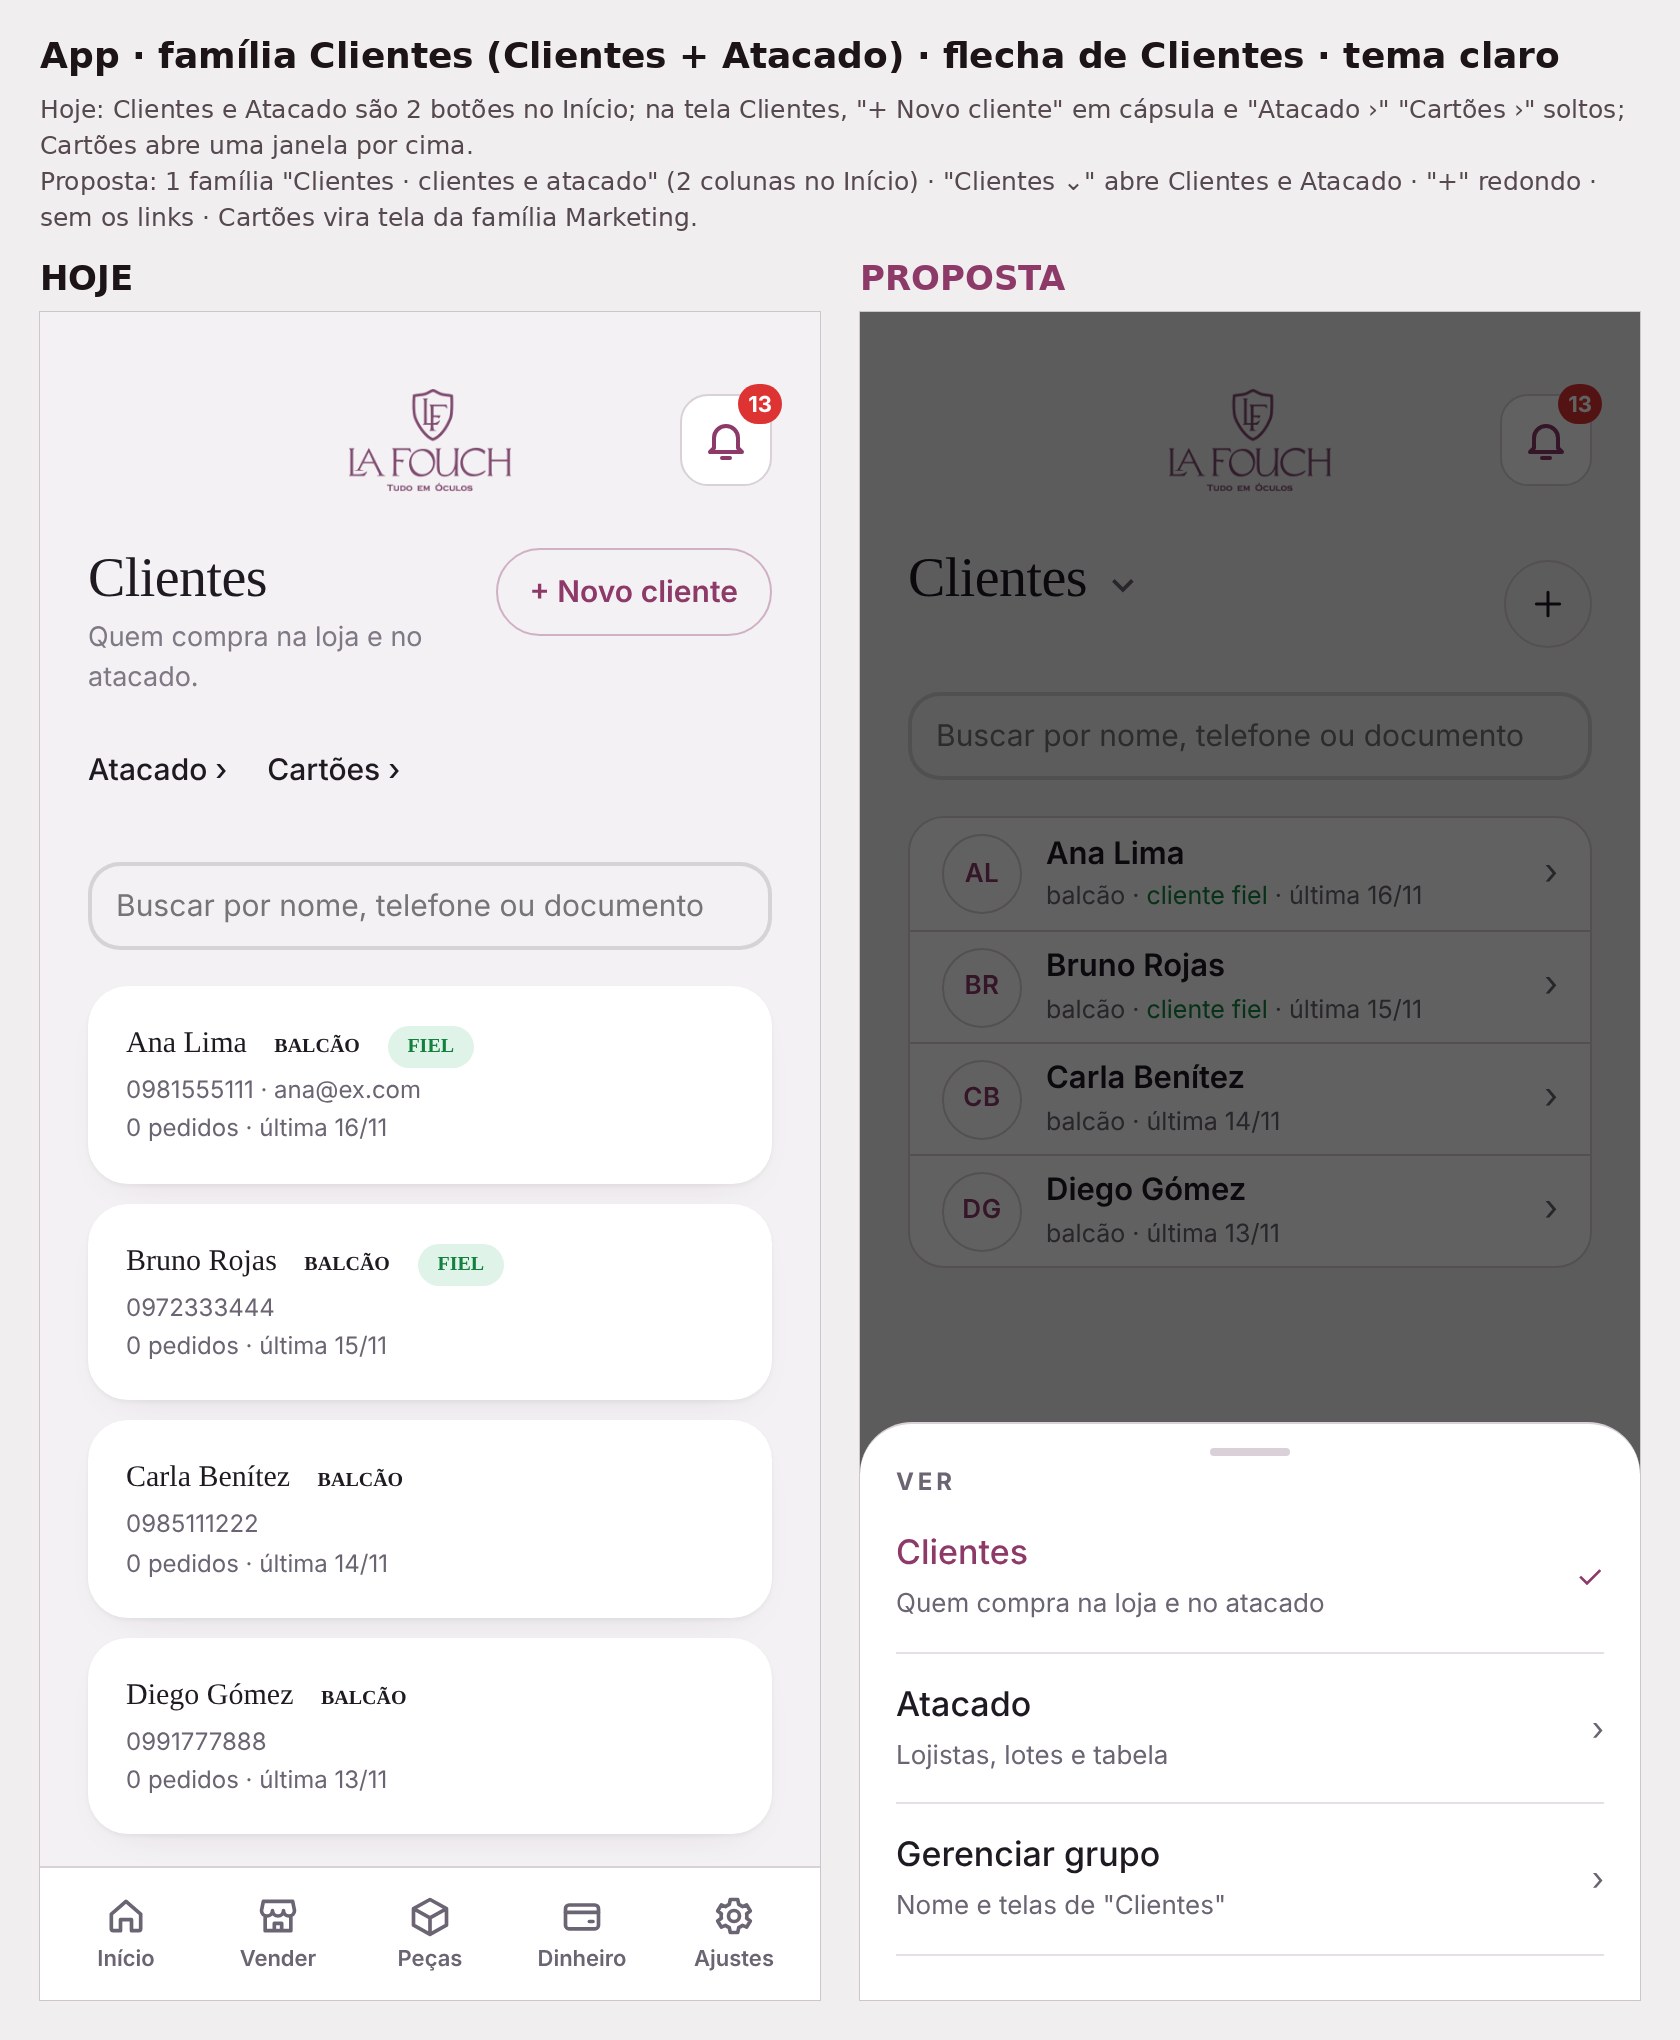 App · família Clientes (Clientes + Atacado) · flecha de Clientes · tema claro
Hoje: Clientes e Atacado são 2 botões no Início; na tela Clientes, "+ Novo cliente" em cápsula e "Atacado ›" "Cartões ›" soltos;
Cartões abre uma janela por cima.
Proposta: 1 família "Clientes · clientes e atacado" (2 colunas no Início) · "Clientes ⌄" abre Clientes e Atacado · "+" redondo ·
sem os links · Cartões vira tela da família Marketing.
HOJE
13
LF
LA FOUCH
TUDO EM ÓCULOS
Clientes
+ Novo cliente
Quem compra na loja e no
atacado.
Atacado › Cartões ›
Buscar por nome, telefone ou documento
Ana Lima BALCÃO FIEL
0981555111 · ana@ex.com
0 pedidos · última 16/11
Bruno Rojas BALCÃO FIEL
0972333444
0 pedidos · última 15/11
Carla Benítez BALCÃO
0985111222
0 pedidos · última 14/11
Diego Gómez BALCÃO
0991777888
0 pedidos · última 13/11
Início Vender Peças Dinheiro Ajustes
PROPOSTA
13
LF
LA FOUCH
TUDO EM ÓCULOS
Clientes ⌄
+
Buscar por nome, telefone ou documento
AL Ana Lima ›
balcão · cliente fiel · última 16/11
BR Bruno Rojas ›
balcão · cliente fiel · última 15/11
CB Carla Benítez ›
balcão · última 14/11
DG Diego Gómez ›
balcão · última 13/11
VER
Clientes ✓
Quem compra na loja e no atacado
Atacado ›
Lojistas, lotes e tabela
Gerenciar grupo ›
Nome e telas de "Clientes"